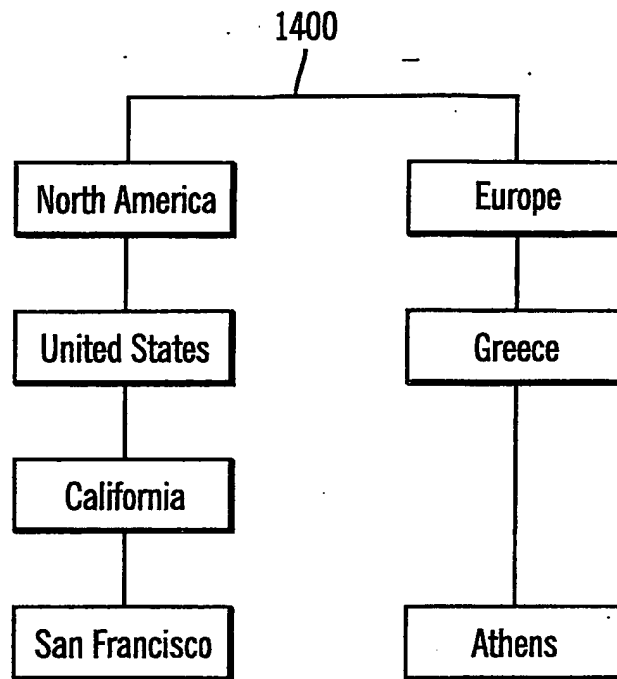 1400
North America
Europe
United States
Greece
California
San Francisco
Athens